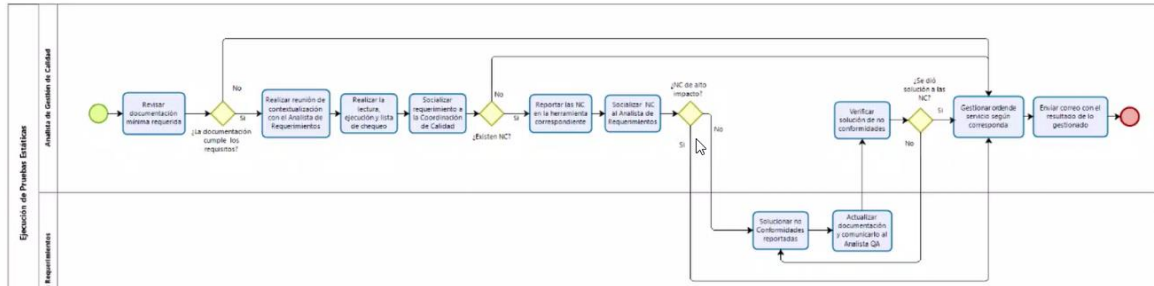 Ejecución de Pruebas Estáticas
Analista de Gestión de Calidad
Requerimientos
Revisar
documentación
mínima requerida
No
Si
¿La documentación
cumple los
requisitos?
Realizar reunión de
contextualización
con el Analista de
Requerimientos
Realizar la
lectura,
ejecución y lista
de chequeo
Socializar
requerimiento a
la Coordinación
de Calidad
No
Si
¿Existen NC?
Reportar las NC
en la herramienta
correspondiente
Socializar NC
al Analista de
Requerimientos
¿NC de alto
impacto?
No
Si
Solucionar no
Conformidades
reportadas
Actualizar
documentación
y comunicarlo al
Analista QA
Verificar
solución de no
conformidades
¿Se dió
solución a las
NC?
Si
No
Gestionar orden de
servicio según
corresponda
Enviar correo con el
resultado de lo
gestionado